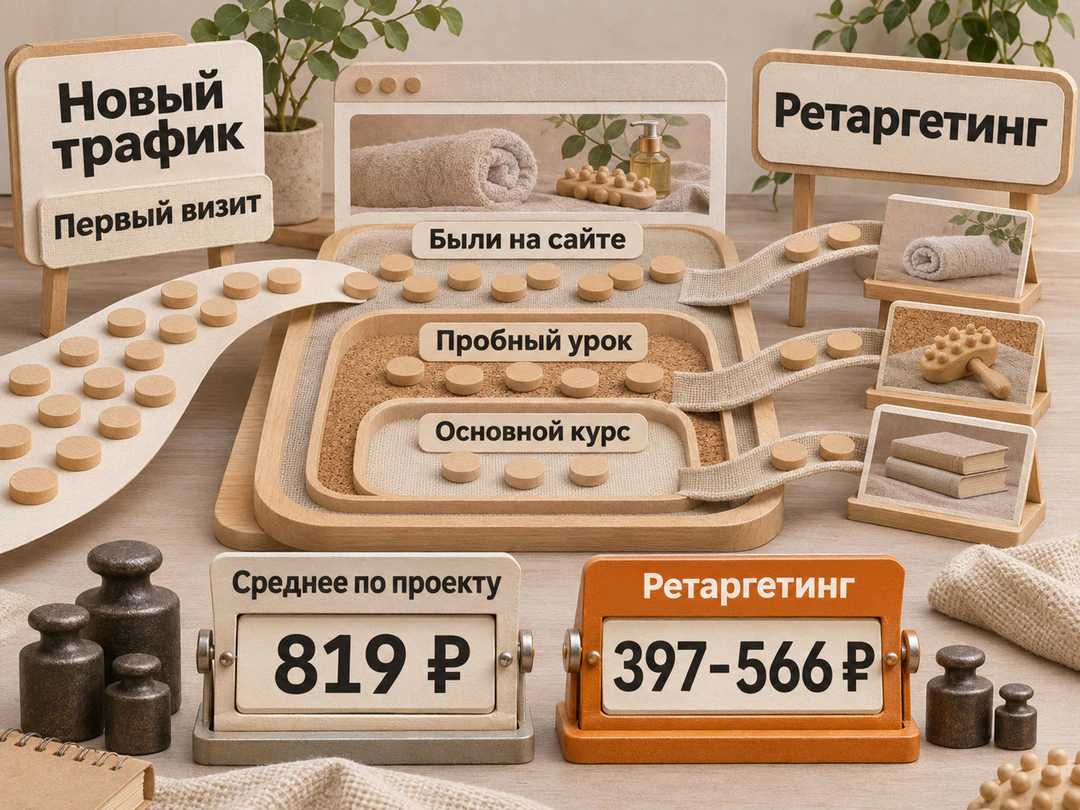 Новый
трафик
Первый визит
Ретаргетинг
Были на сайте
Пробный урок
Основной курс
Среднее по проекту
819 ₽
Ретаргетинг
397-566 ₽